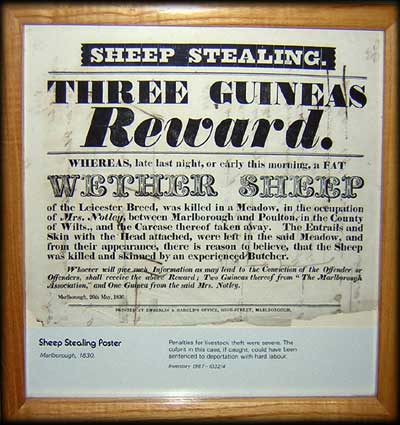 SHEEP STEALING.
THREE GUINEAS
Reward.
WHEREAS, late last night, or early this morning, a FAT
WETHER SHEEP
of the Leicester Breed, was killed in a Meadow, in the occupation
of Mrs. Notley, between Marlborough and Poulton, in the County
of Wilts., and the Carcase thereof taken away. The Entrails and
Skin with the Head attached, were left in the said Meadow, and
from their appearance, there is reason to believe, that the Sheep
was killed and skinned by an experienced Butcher.
Whoever will give such Information as may lead to the Conviction of the Offender or
Offenders, shall receive the above Reward; Two Guineas thereof from "The Marlborough
Association," and One Guinea from the said Mrs. Notley.
Marlborough, 26th May, 1830.
PRINTED BY EMBERLIN & HAROLD'S OFFICE, HIGH-STREET, MARLBOROUGH.
Sheep Stealing Poster
Marlborough, 1830.
Penalties for livestock theft were severe. The
culprit in this case, if caught, could have been
sentenced to deportation with hard labour.
Inventory 1987-1022/4